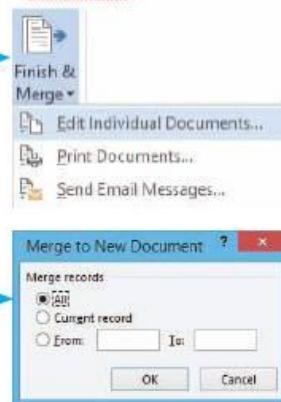 Finish &
Merge
Edit Individual Documents...
Print Documents...
Send Email Messages...
Merge to New Document ? x
Merge records
All
Current record
From: To:
OK Cancel